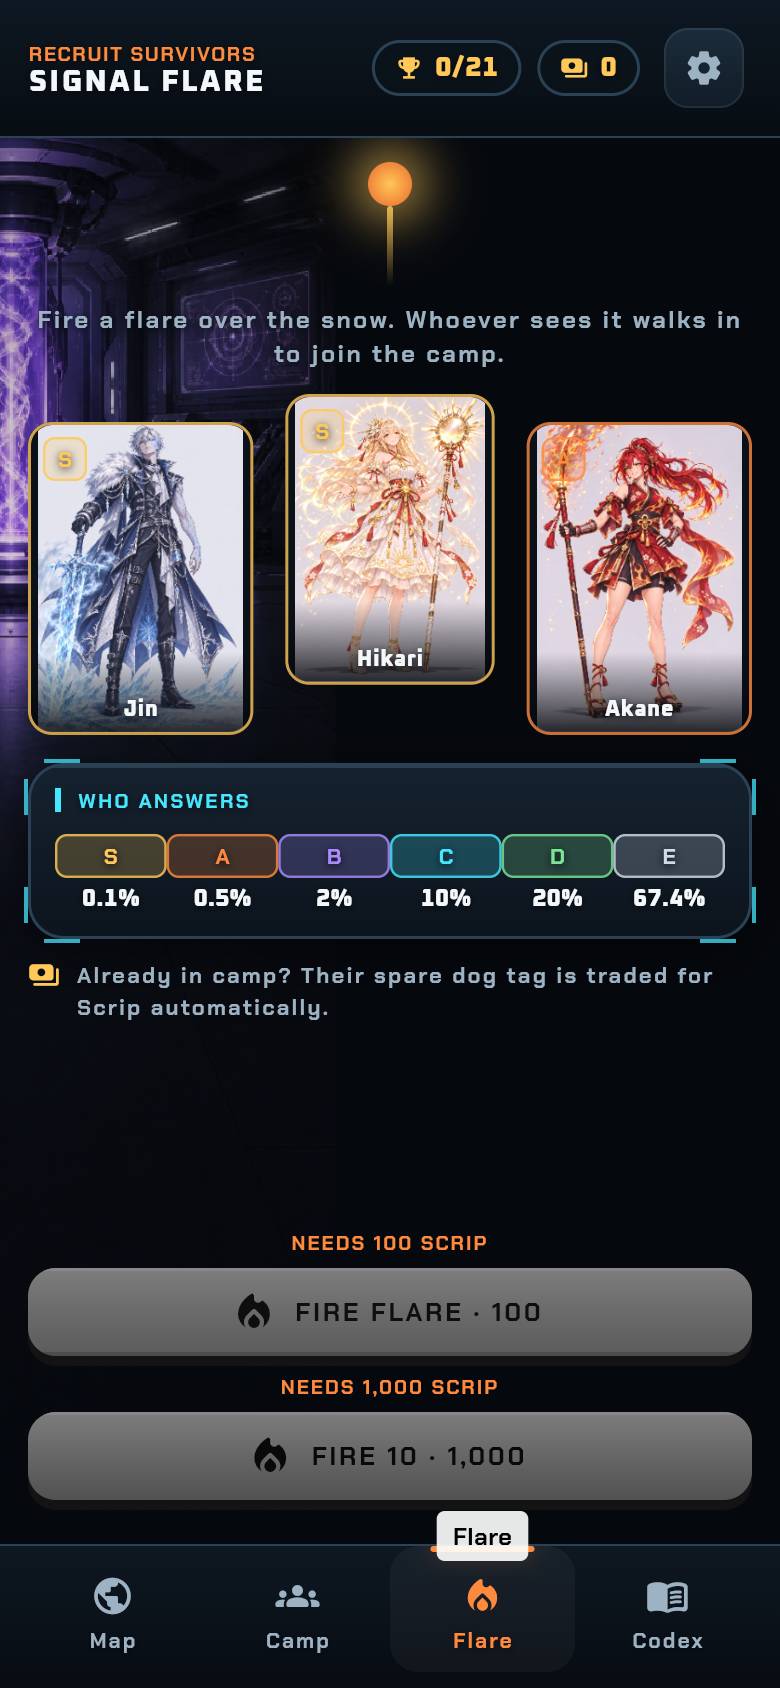 RECRUIT SURVIVORS
SIGNAL FLARE
0/21
0
Fire a flare over the snow. Whoever sees it walks in
to join the camp.
S
S
Jin
Hikari
Akane
WHO ANSWERS
S A B C D E
0.1% 0.5% 2% 10% 20% 67.4%
Already in camp? Their spare dog tag is traded for
Scrip automatically.
NEEDS 100 SCRIP
FIRE FLARE · 100
NEEDS 1,000 SCRIP
FIRE 10 · 1,000
Flare
Map Camp Flare Codex